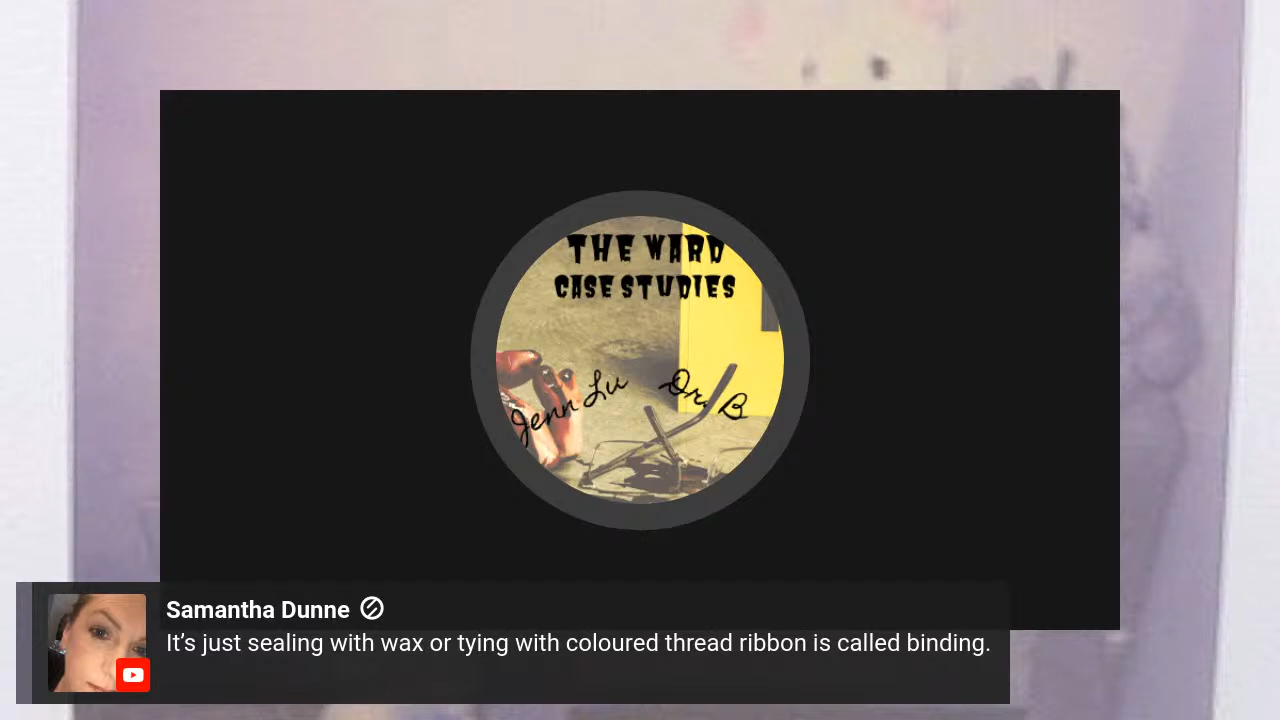 THE WARD
CASE STUDIES
Jenn Lu Dr. B
Samantha Dunne
It’s just sealing with wax or tying with coloured thread ribbon is called binding.